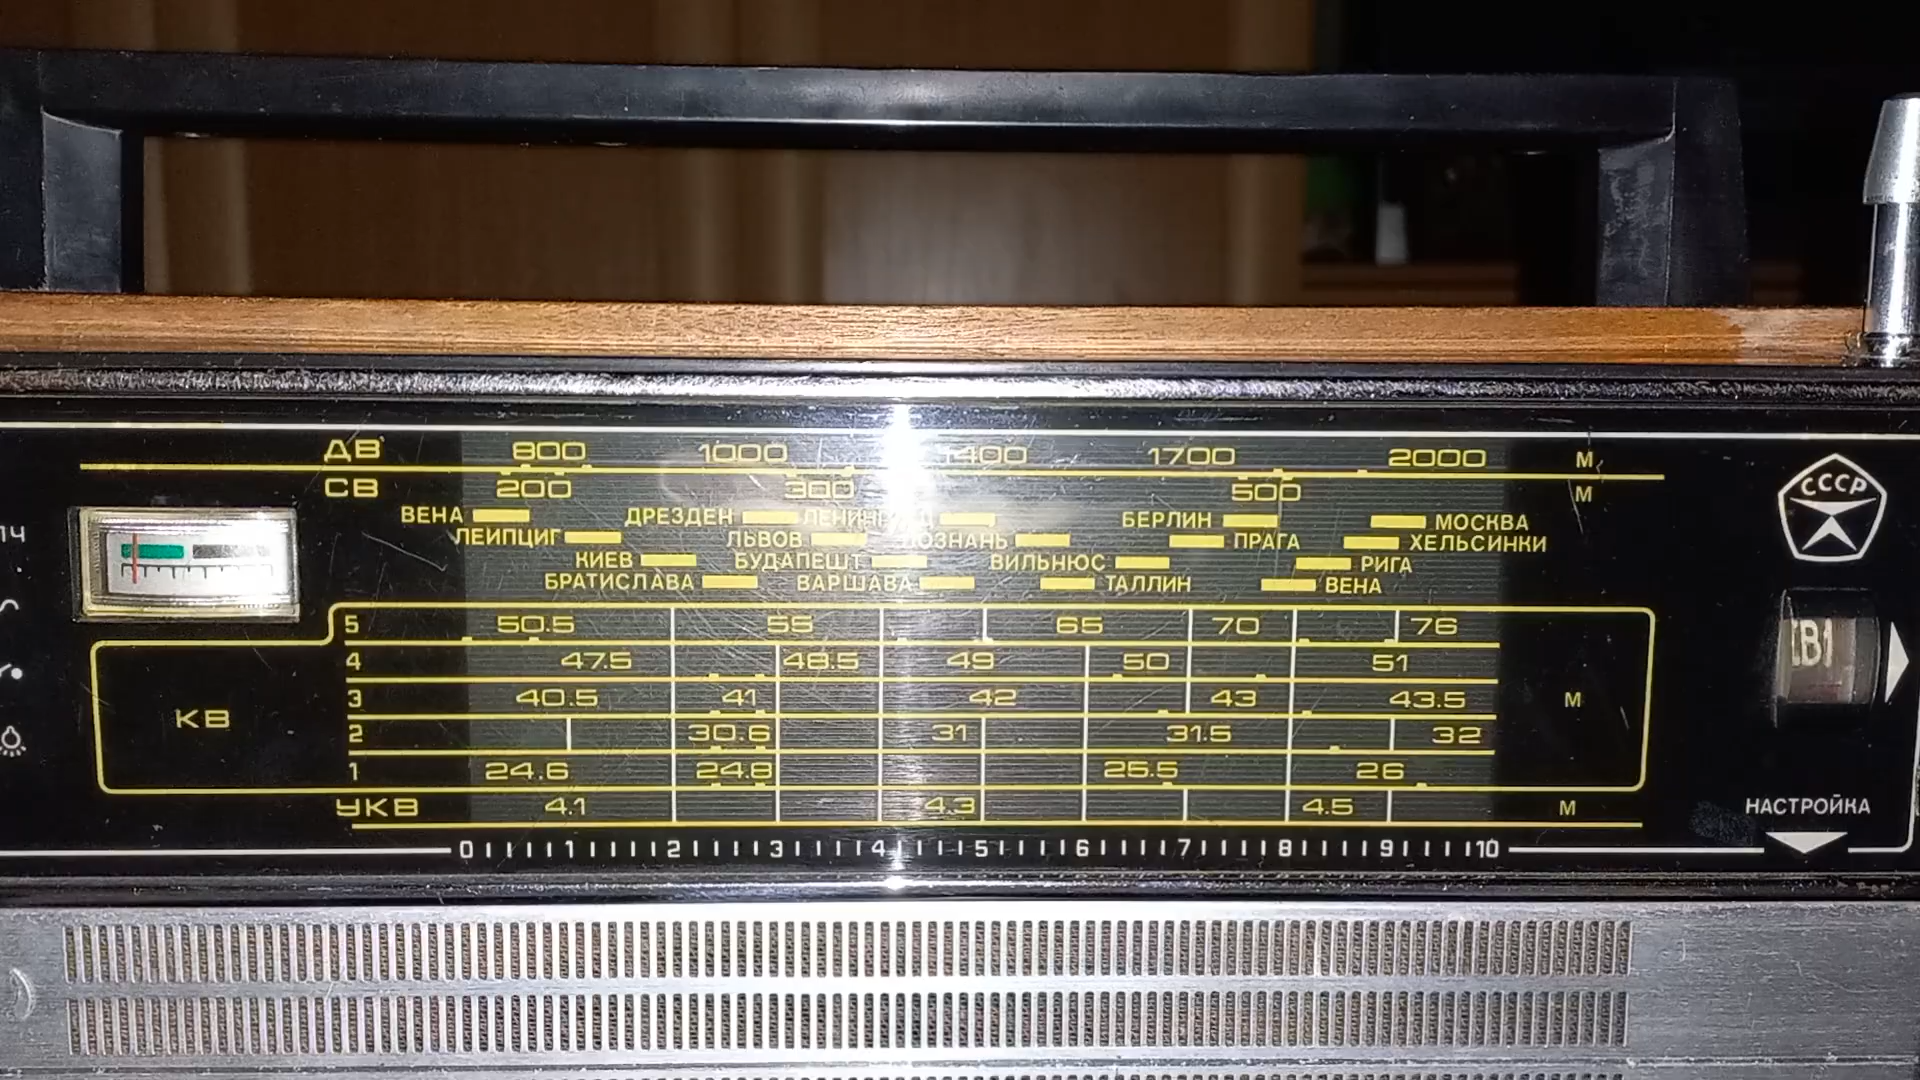 ДВ 800 1000 1400 1700 2000 М
СВ 200 300 500 М
СССР
ВЕНА ДРЕЗДЕН ЛЕНИНГРАД БЕРЛИН МОСКВА
ПЧ
ЛЕЙПЦИГ ЛЬВОВ ПОЗНАНЬ ПРАГА ХЕЛЬСИНКИ
КИЕВ БУДАПЕШТ ВИЛЬНЮС РИГА
БРАТИСЛАВА ВАРШАВА ТАЛЛИН ВЕНА
5 50.5 55 65 70 76
КВ1
4 47.5 48.5 49 50 51
3 40.5 41 42 43 43.5 М
КВ
2 30.6 31 31.5 32
1 24.6 24.8 25.5 26
УКВ 4.1 4.3 4.5 М
НАСТРОЙКА
0 1 2 3 4 5 6 7 8 9 10